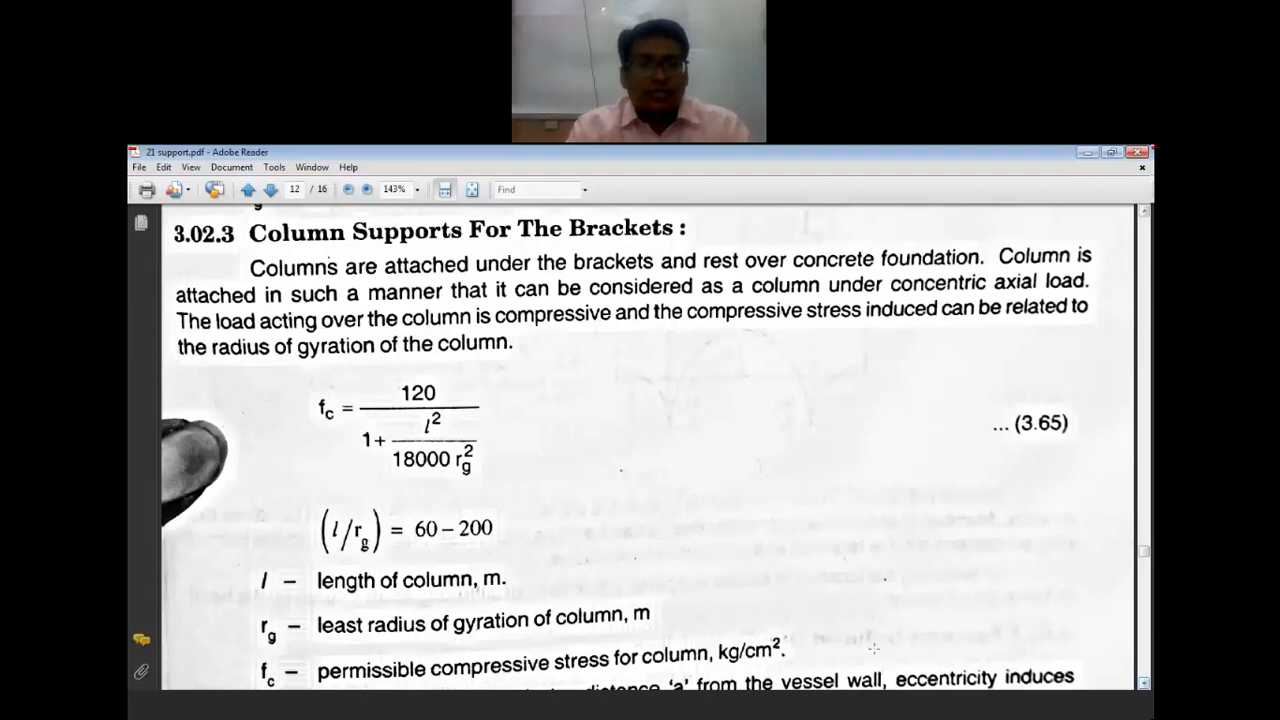 21 support.pdf - Adobe Reader
File Edit View Document Tools Window Help
12 / 16 143% Find
3.02.3 Column Supports For The Brackets :
Columns are attached under the brackets and rest over concrete foundation. Column is
attached in such a manner that it can be considered as a column under concentric axial load.
The load acting over the column is compressive and the compressive stress induced can be related to
the radius of gyration of the column.
120
f_c = ———
1 + l²
18000 r_g²
... (3.65)
(l/r_g) = 60 – 200
l – length of column, m.
r_g – least radius of gyration of column, m
f_c – permissible compressive stress for column, kg/cm².
distance 'a' from the vessel wall, eccentricity induces